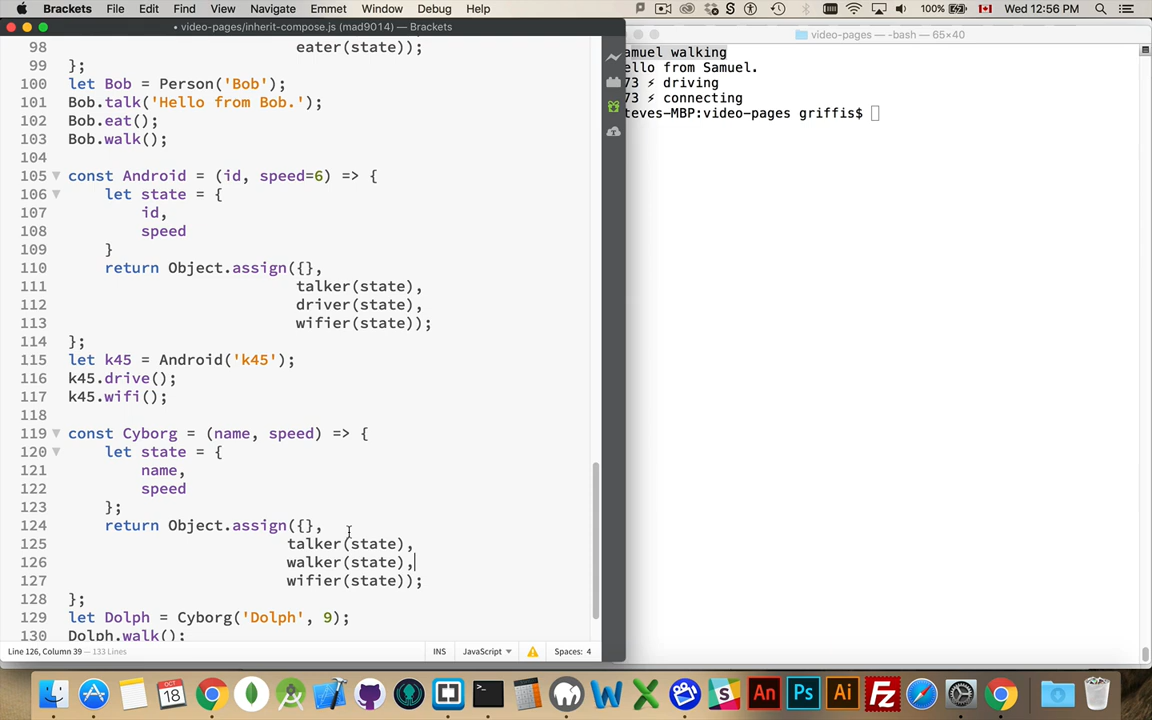 Brackets File Edit Find View Navigate Emmet Debug Window Help 100% Wed 12:56 PM
• video-pages/inherit-compose.js (mad9014) — Brackets
video-pages — -bash — 65×40
98 eater(state));
99 };
100 let Bob = Person('Bob');
101 Bob.talk('Hello from Bob.');
102 Bob.eat();
103 Bob.walk();
104
105 const Android = (id, speed=6) => {
106 let state = {
107 id,
108 speed
109 }
110 return Object.assign({},
111 talker(state),
112 driver(state),
113 wifier(state));
114 };
115 let k45 = Android('k45');
116 k45.drive();
117 k45.wifi();
118
119 const Cyborg = (name, speed) => {
120 let state = {
121 name,
122 speed
123 };
124 return Object.assign({},
125 talker(state),
126 walker(state),
127 wifier(state));
128 };
129 let Dolph = Cyborg('Dolph', 9);
130 Dolph.walk();
Line 126, Column 39 — 133 Lines INS JavaScript Spaces: 4
amuel walking
ello from Samuel.
73 ⚡ driving
73 ⚡ connecting
teves-MBP:video-pages griffis$
OCT
18
An Ps Ai Fz